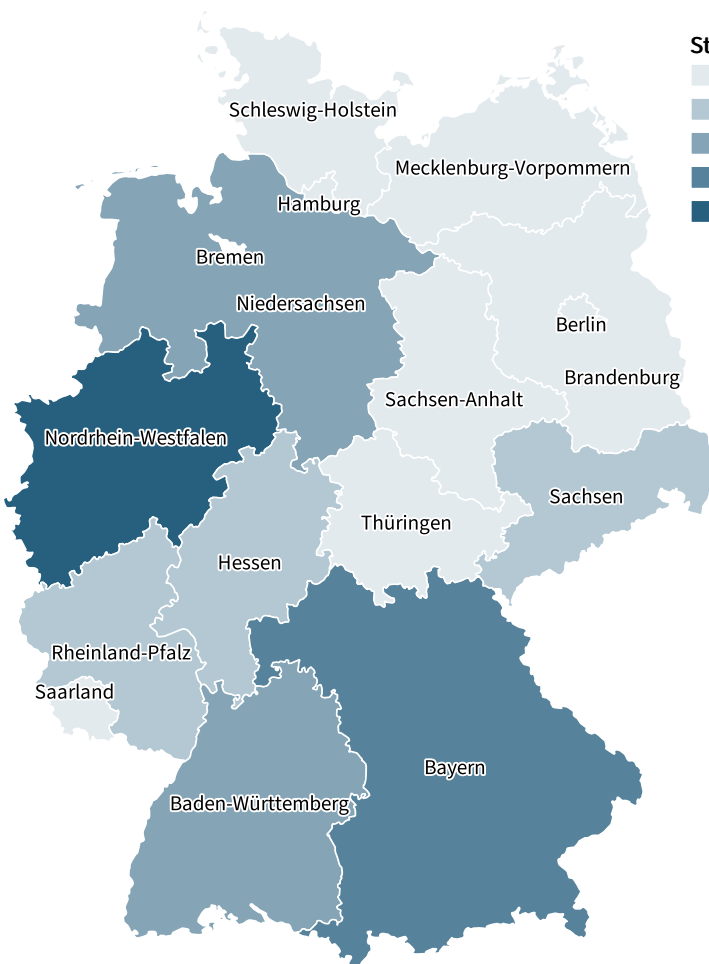 St
Schleswig-Holstein
Mecklenburg-Vorpommern
Hamburg
Bremen
Niedersachsen
Berlin
Brandenburg
Sachsen-Anhalt
Nordrhein-Westfalen
Sachsen
Thüringen
Hessen
Rheinland-Pfalz
Saarland
Bayern
Baden-Württemberg